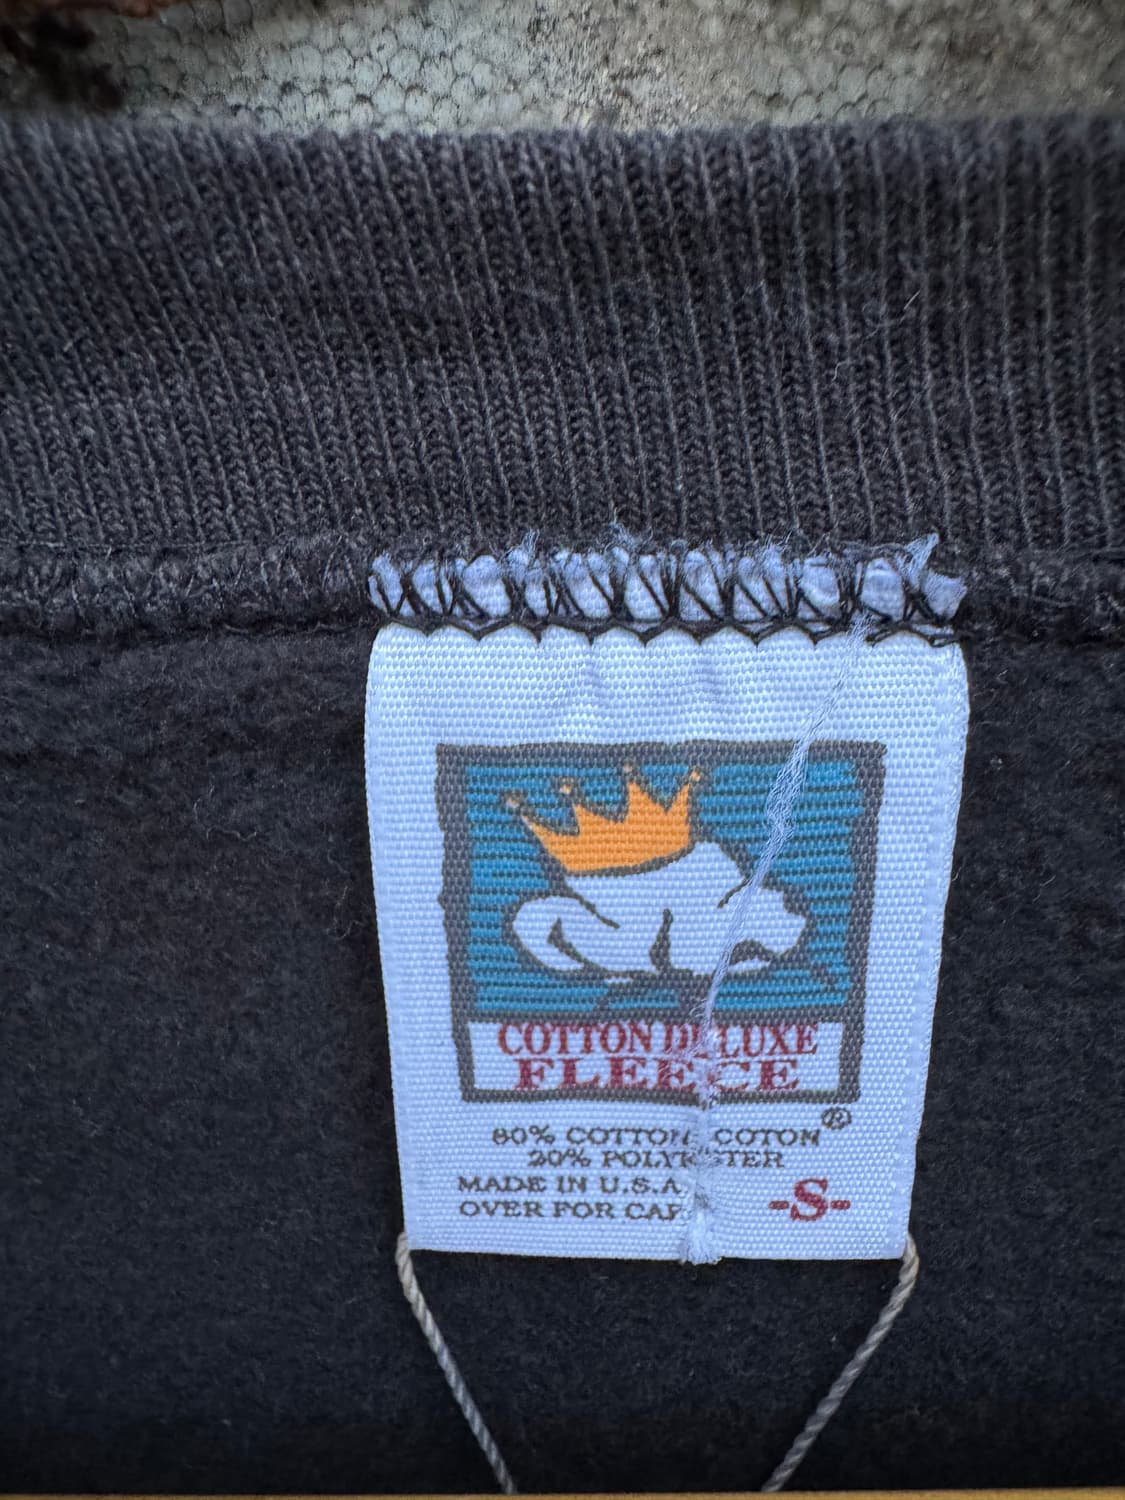 COTTON DELUXE
FLEECE
®
80% COTTON COTON
20% POLYESTER
MADE IN U.S.A.
OVER FOR CARE
-S-